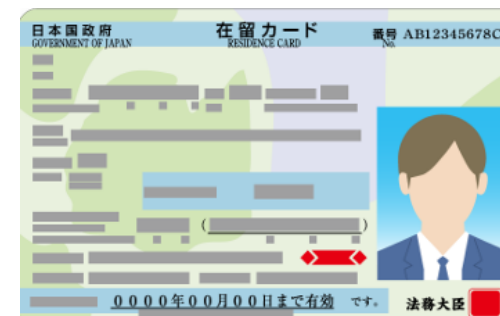 日本国政府 在留カード 番号 AB12345678C
GOVERNMENT OF JAPAN RESIDENCE CARD No.
( )
0000年00月00日まで有効 です。 法務大臣